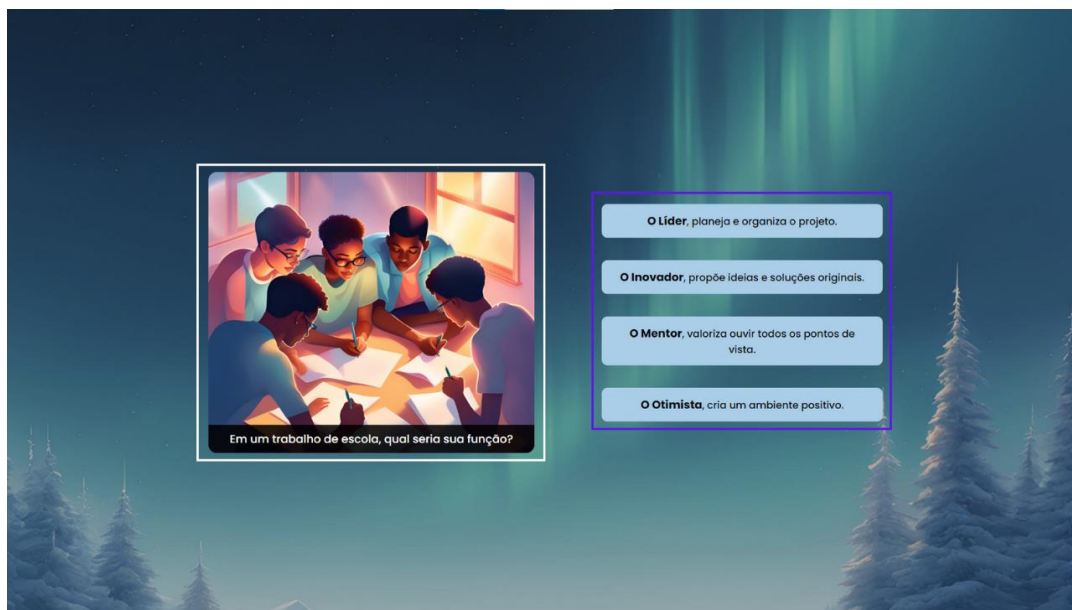 Em um trabalho de escola, qual seria sua função?
O Líder, planeja e organiza o projeto.
O Inovador, propõe ideias e soluções originais.
O Mentor, valoriza ouvir todos os pontos de
vista.
O Otimista, cria um ambiente positivo.